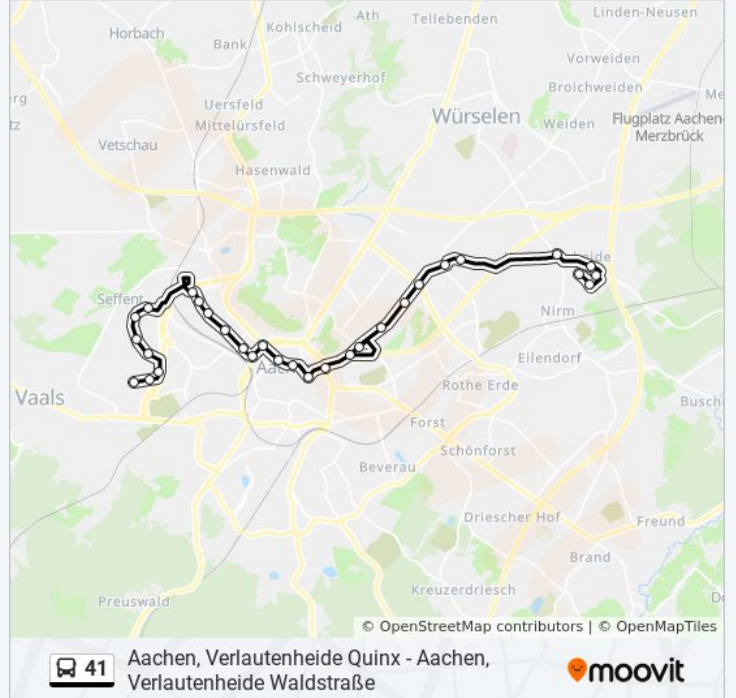 Ath
Linden-Neusen
Kohlscheid
Tellebenden
Horbach
Bank
Vorweiden
Schweyerhof
Broichweiden
Uersfeld
Mittelürsfeld
Würselen
Weiden
Flugplatz Aachen-
Merzbrück
Vetschau
Hasenwald
Seffent
Nirm
Eilendorf
Vaals
Rothe Erde
Forst
Schönforst
Beverau
Driescher Hof
Freund
Brand
Kreuzerdriesch
Preuswald
© OpenStreetMap contributors | © OpenMapTiles
41
Aachen, Verlautenheide Quinx - Aachen,
Verlautenheide Waldstraße
moovit